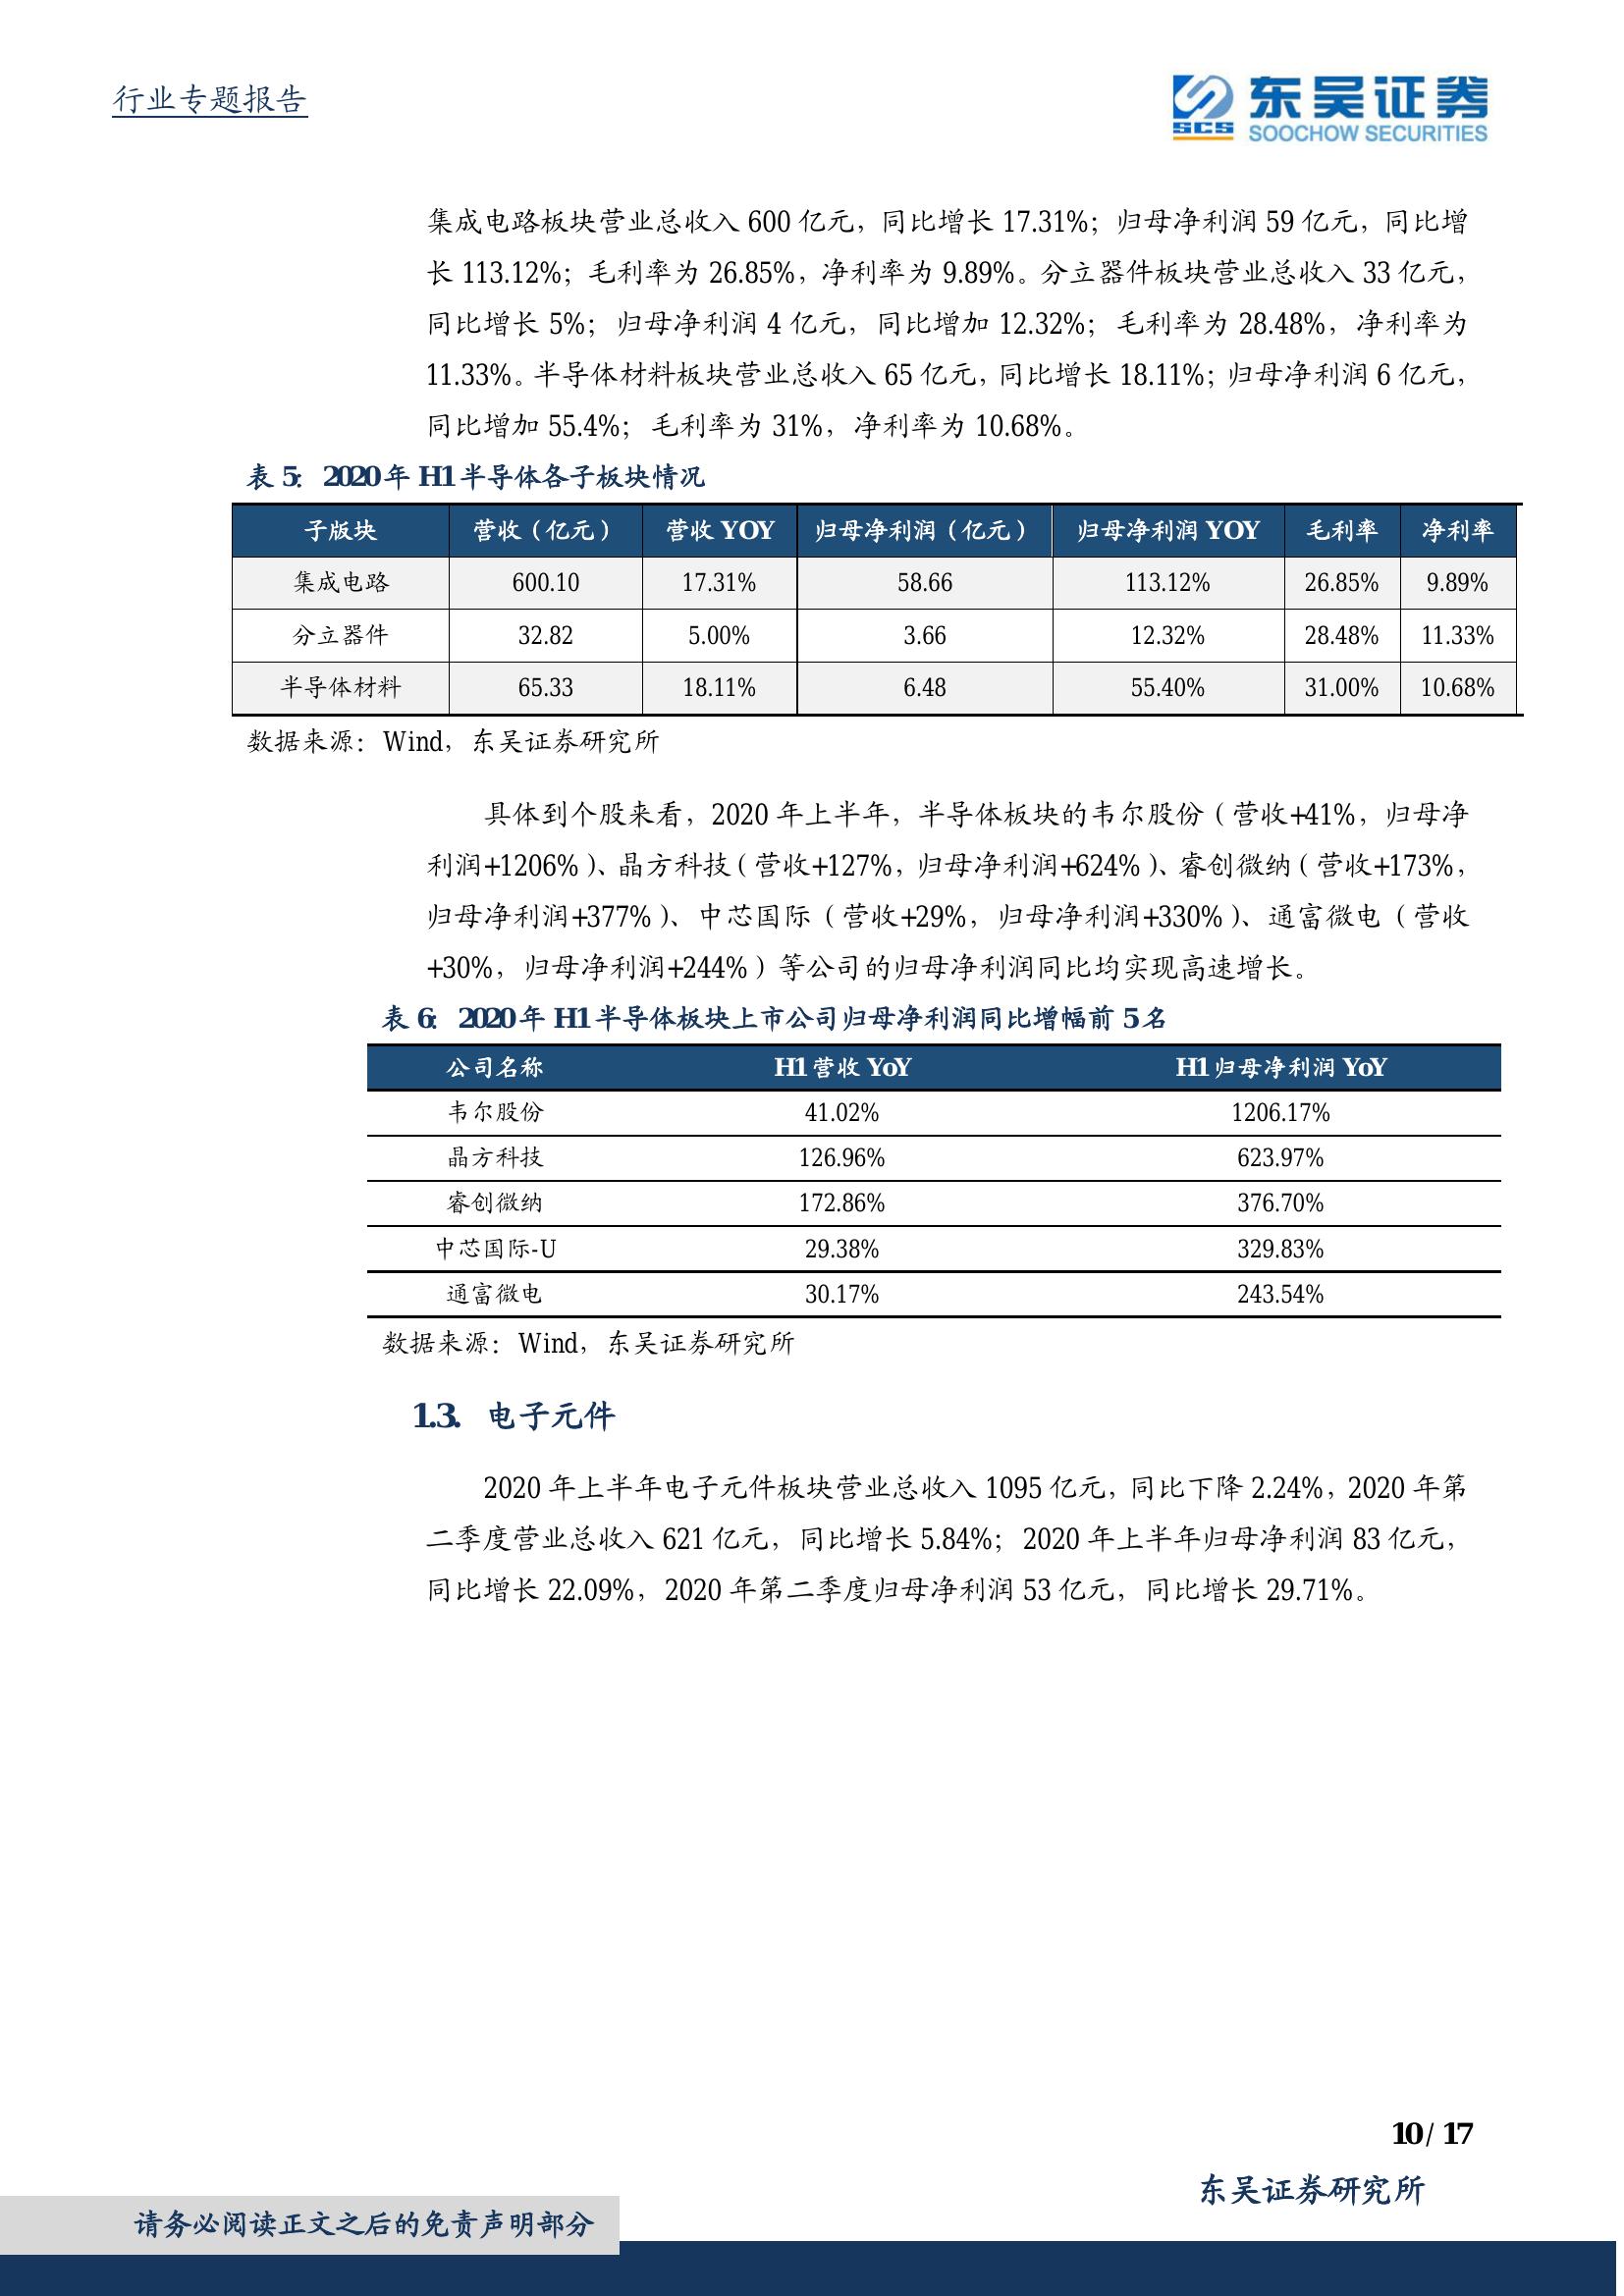 行业专题报告
东吴证券
SCS
SOOCHOW SECURITIES
集成电路板块营业总收入 600 亿元，同比增长 17.31%；归母净利润 59 亿元，同比增
长 113.12%；毛利率为 26.85%，净利率为 9.89%。分立器件板块营业总收入 33 亿元，
同比增长 5%；归母净利润 4 亿元，同比增加 12.32%；毛利率为 28.48%，净利率为
11.33%。半导体材料板块营业总收入 65 亿元，同比增长 18.11%；归母净利润 6 亿元，
同比增加 55.4%；毛利率为 31%，净利率为 10.68%。
表 5：2020 年 H1 半导体各子板块情况
子版块 营收（亿元） 营收 YOY 归母净利润（亿元） 归母净利润 YOY 毛利率 净利率
集成电路 600.10 17.31% 58.66 113.12% 26.85% 9.89%
分立器件 32.82 5.00% 3.66 12.32% 28.48% 11.33%
半导体材料 65.33 18.11% 6.48 55.40% 31.00% 10.68%
数据来源：Wind，东吴证券研究所
具体到个股来看，2020 年上半年，半导体板块的韦尔股份（营收+41%，归母净
利润+1206%）、晶方科技（营收+127%，归母净利润+624%）、睿创微纳（营收+173%，
归母净利润+377%）、中芯国际（营收+29%，归母净利润+330%）、通富微电（营收
+30%，归母净利润+244%）等公司的归母净利润同比均实现高速增长。
表 6：2020 年 H1 半导体板块上市公司归母净利润同比增幅前 5 名
公司名称 H1 营收 YoY H1 归母净利润 YoY
韦尔股份 41.02% 1206.17%
晶方科技 126.96% 623.97%
睿创微纳 172.86% 376.70%
中芯国际-U 29.38% 329.83%
通富微电 30.17% 243.54%
数据来源：Wind，东吴证券研究所
1.3. 电子元件
2020 年上半年电子元件板块营业总收入 1095 亿元，同比下降 2.24%，2020 年第
二季度营业总收入 621 亿元，同比增长 5.84%；2020 年上半年归母净利润 83 亿元，
同比增长 22.09%，2020 年第二季度归母净利润 53 亿元，同比增长 29.71%。
10 / 17
东吴证券研究所
请务必阅读正文之后的免责声明部分